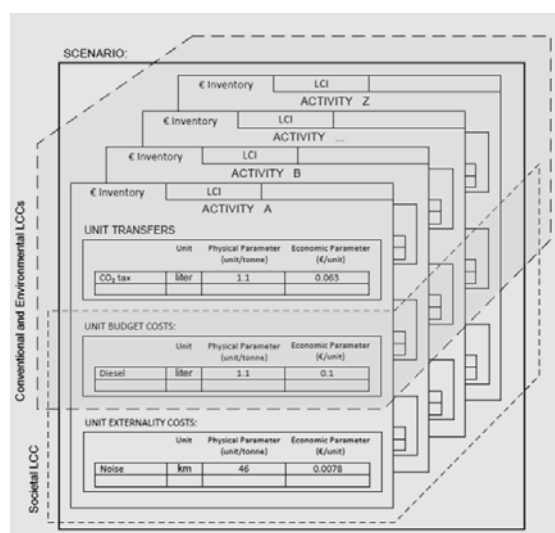 SCENARIO:
€ Inventory LCI
ACTIVITY Z
€ Inventory LCI
ACTIVITY ...
€ Inventory LCI
ACTIVITY B
€ Inventory LCI
ACTIVITY A
UNIT TRANSFERS
Unit Physical Parameter Economic Parameter
(unit/tonne) (€/unit)
CO₂ tax liter 1.1 0.063
UNIT BUDGET COSTS:
Unit Physical Parameter Economic Parameter
(unit/tonne) (€/unit)
Diesel liter 1.1 0.1
UNIT EXTERNALITY COSTS:
Unit Physical Parameter Economic Parameter
(unit/tonne) (€/unit)
Noise km 46 0.0078
Conventional and Environmental LCCs
Societal LCC